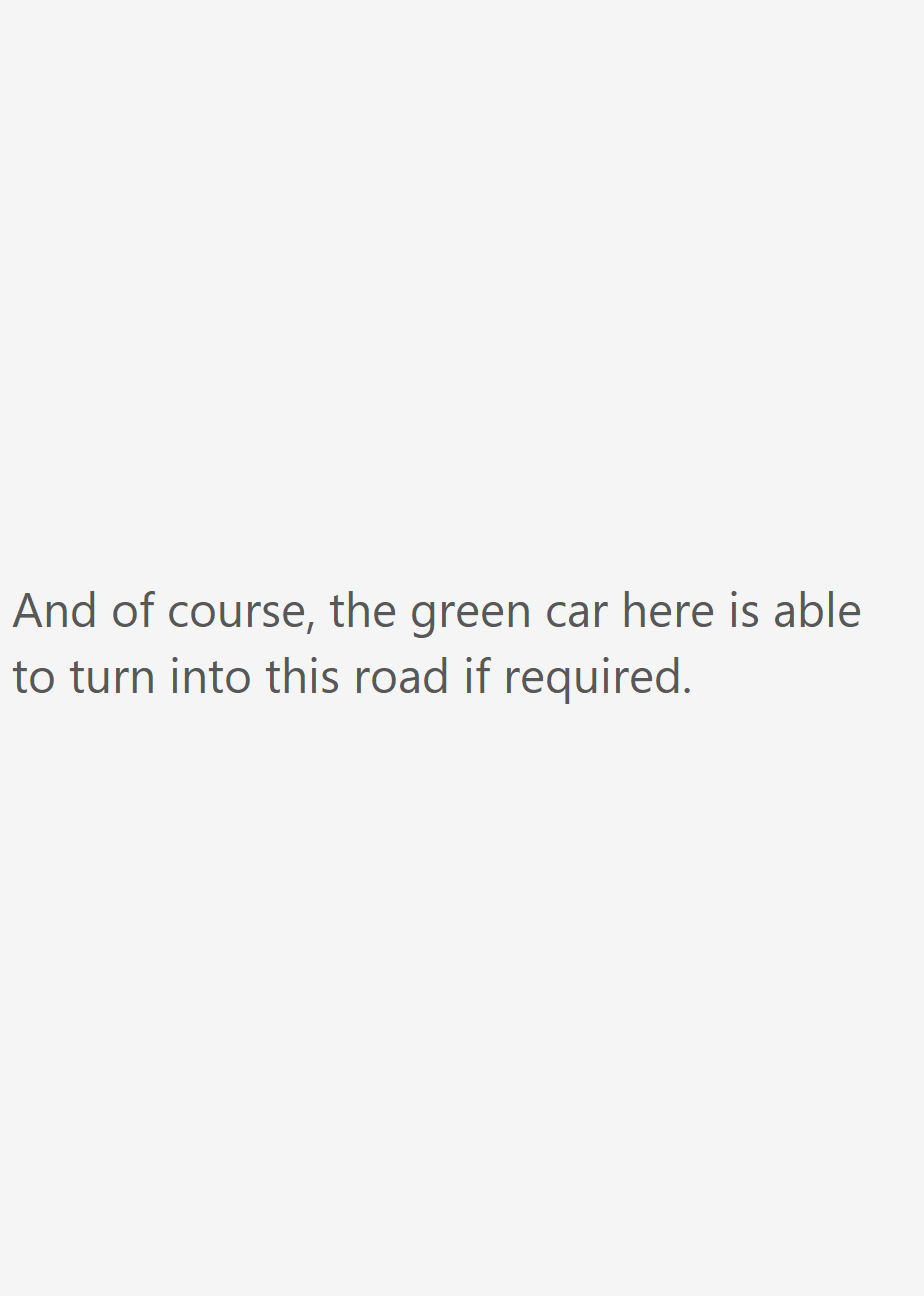 And of course, the green car here is able
to turn into this road if required.